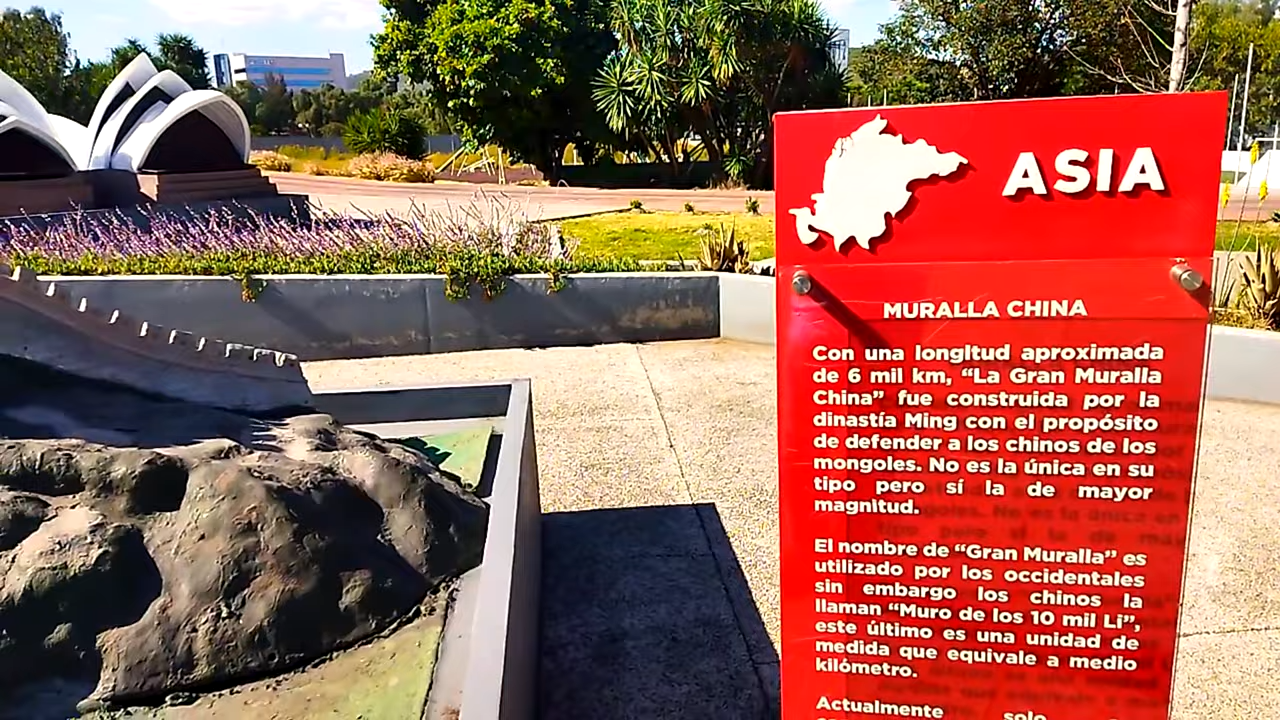 ASIA
MURALLA CHINA
Con una longitud aproximada
de 6 mil km, “La Gran Muralla
China” fue construida por la
dinastía Ming con el propósito
de defender a los chinos de los
mongoles. No es la única en su
tipo pero sí la de mayor
magnitud.
El nombre de “Gran Muralla” es
utilizado por los occidentales
sin embargo los chinos la
llaman “Muro de los 10 mil Li”,
este último es una unidad de
medida que equivale a medio
kilómetro.
Actualmente solo